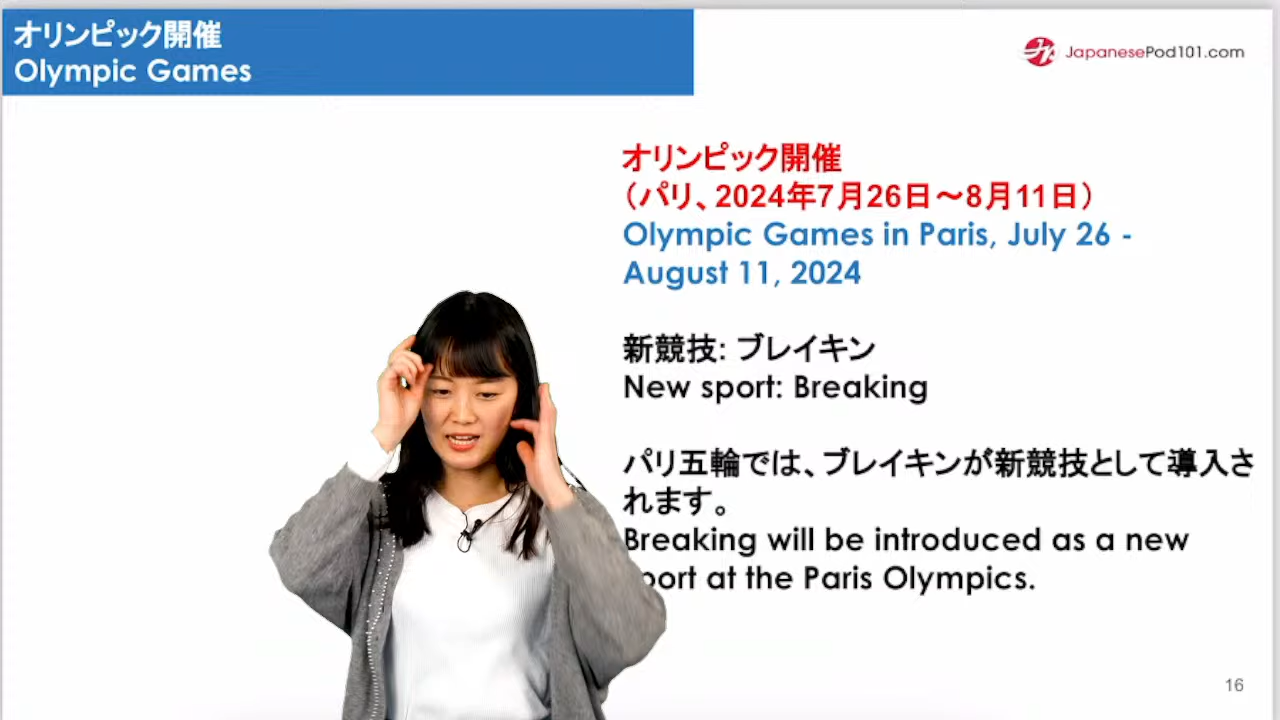 オリンピック開催
Olympic Games
JapanesePod101.com
オリンピック開催
（パリ、2024年7月26日～8月11日）
Olympic Games in Paris, July 26 -
August 11, 2024
新競技: ブレイキン
New sport: Breaking
パリ五輪では、ブレイキンが新競技として導入さ
れます。
Breaking will be introduced as a new
port at the Paris Olympics.
16